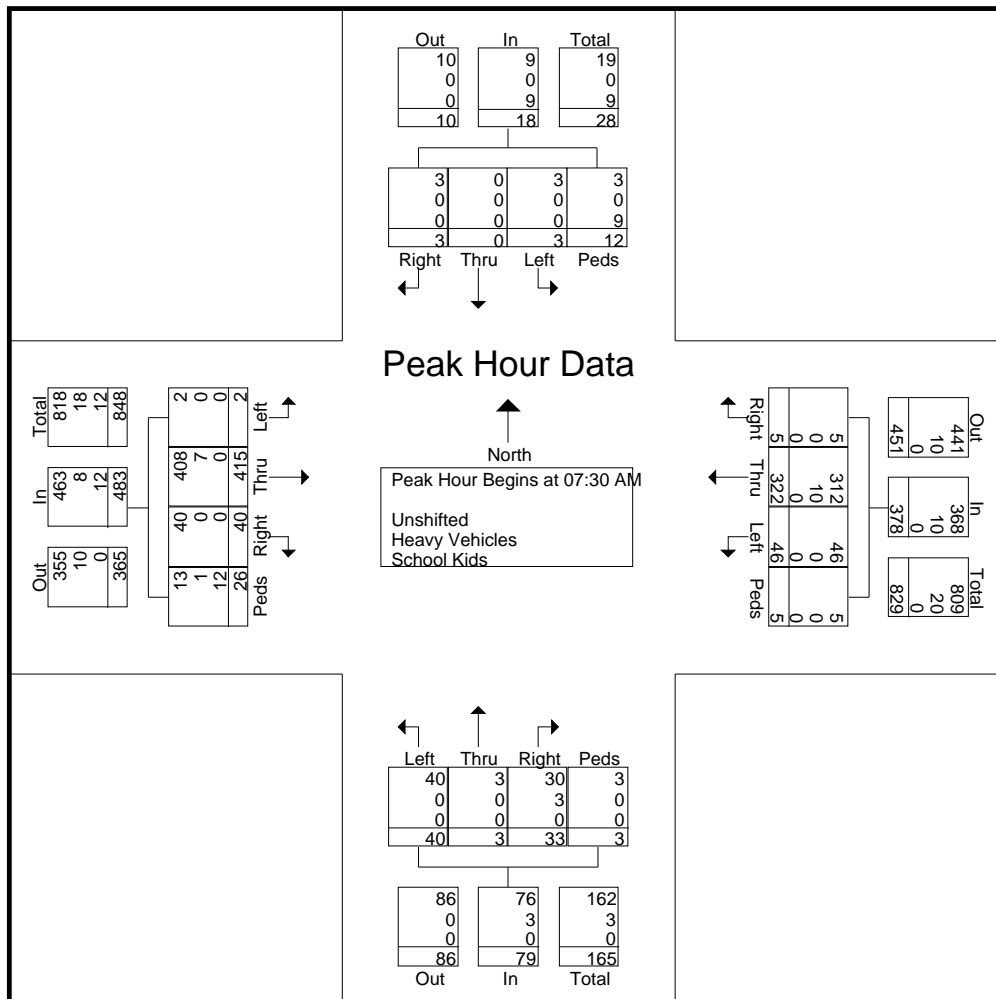 Out In Total
10 9 19
0 0 0
0 9 9
10 18 28
3 0 3 3
0 0 0 0
0 0 0 9
3 0 3 12
Right Thru Left Peds
Peak Hour Data
North
Peak Hour Begins at 07:30 AM
Unshifted
Heavy Vehicles
School Kids
Total
818 18 12 848
In
463 8 12 483
Out
355 10 0 365
2 0 0 2
Left
408 7 0 415
Thru
40 0 0 40
Right
13 1 12 26
Peds
Right
5 0 0 5
Thru
312 10 0 322
Left
46 0 0 46
Peds
5 0 0 5
Out
441 10 0 451
In
368 10 0 378
Total
809 20 0 829
Left Thru Right Peds
40 3 30 3
0 0 3 0
0 0 0 0
40 3 33 3
86 76 162
0 3 3
0 0 0
86 79 165
Out In Total